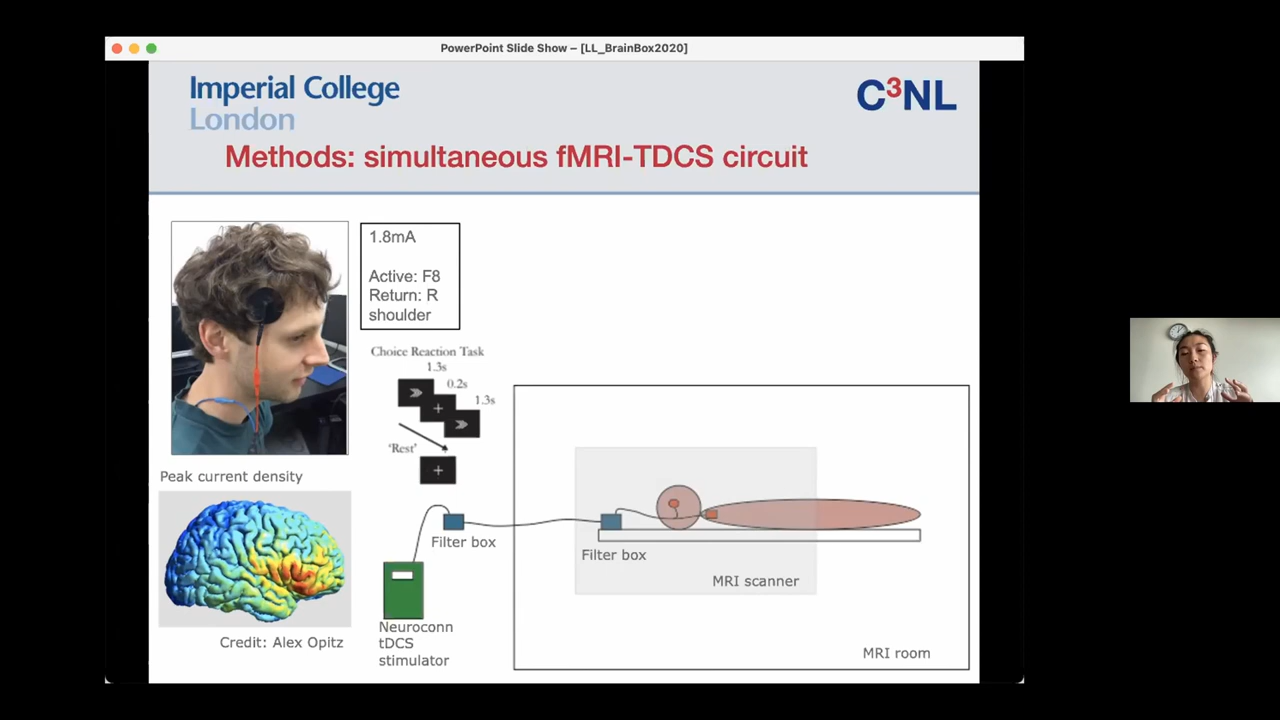 PowerPoint Slide Show – [LL_BrainBox2020]
Imperial College
London
C³NL
Methods: simultaneous fMRI-TDCS circuit
1.8mA
Active: F8
Return: R
shoulder
Choice Reaction Task
1.3s
0.2s
1.3s
'Rest'
Peak current density
Credit: Alex Opitz
Filter box
Neuroconn
tDCS
stimulator
Filter box
MRI scanner
MRI room